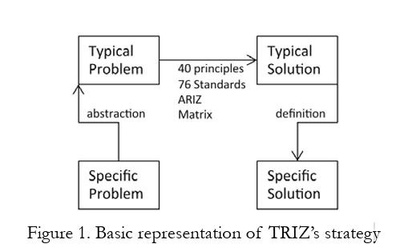 Typical
Problem
Typical
Solution
40 principles
76 Standards
ARIZ
Matrix
abstraction
definition
Specific
Problem
Specific
Solution
Figure 1. Basic representation of TRIZ's strategy